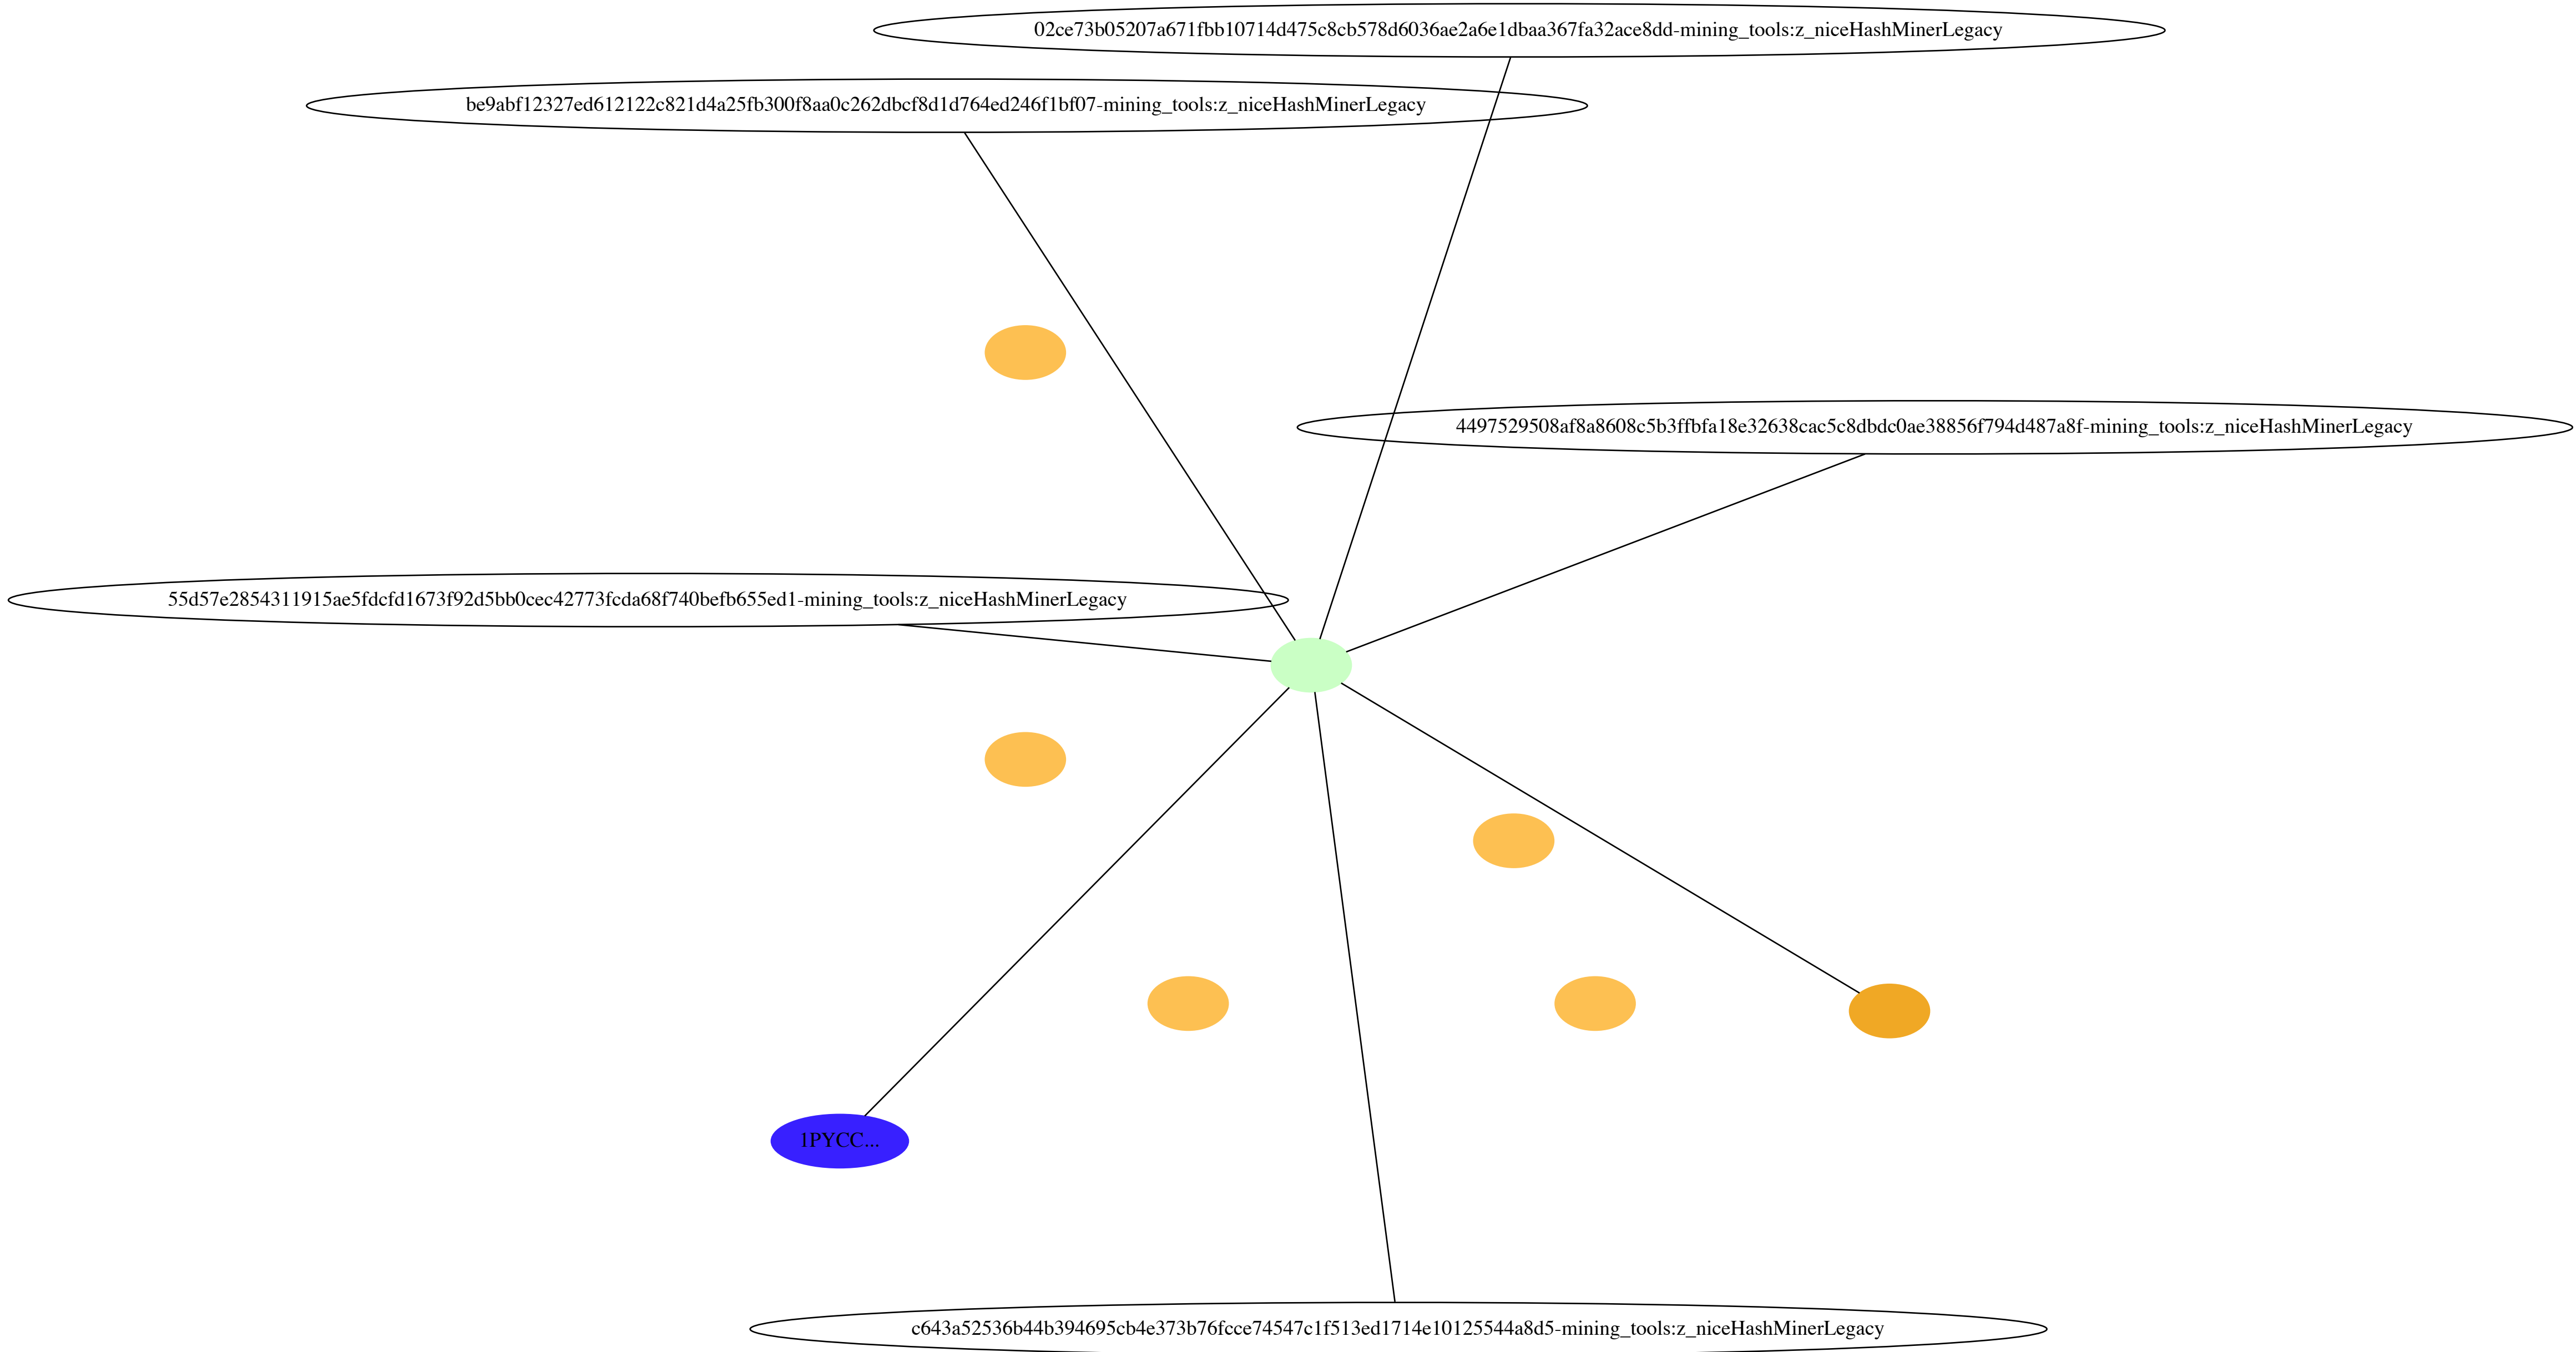 02ce73b05207a671fbb10714d475c8cb578d6036ae2a6e1dbaa367fa32ace8dd-mining_tools:z_niceHashMinerLegacy
be9abf12327ed612122c821d4a25fb300f8aa0c262dbcf8d1d764ed246f1bf07-mining_tools:z_niceHashMinerLegacy
4497529508af8a8608c5b3ffbfa18e32638cac5c8dbdc0ae38856f794d487a8f-mining_tools:z_niceHashMinerLegacy
55d57e2854311915ae5fdcfd1673f92d5bb0cec42773fcda68f740befb655ed1-mining_tools:z_niceHashMinerLegacy
1PYCC...
c643a52536b44b394695cb4e373b76fcce74547c1f513ed1714e10125544a8d5-mining_tools:z_niceHashMinerLegacy